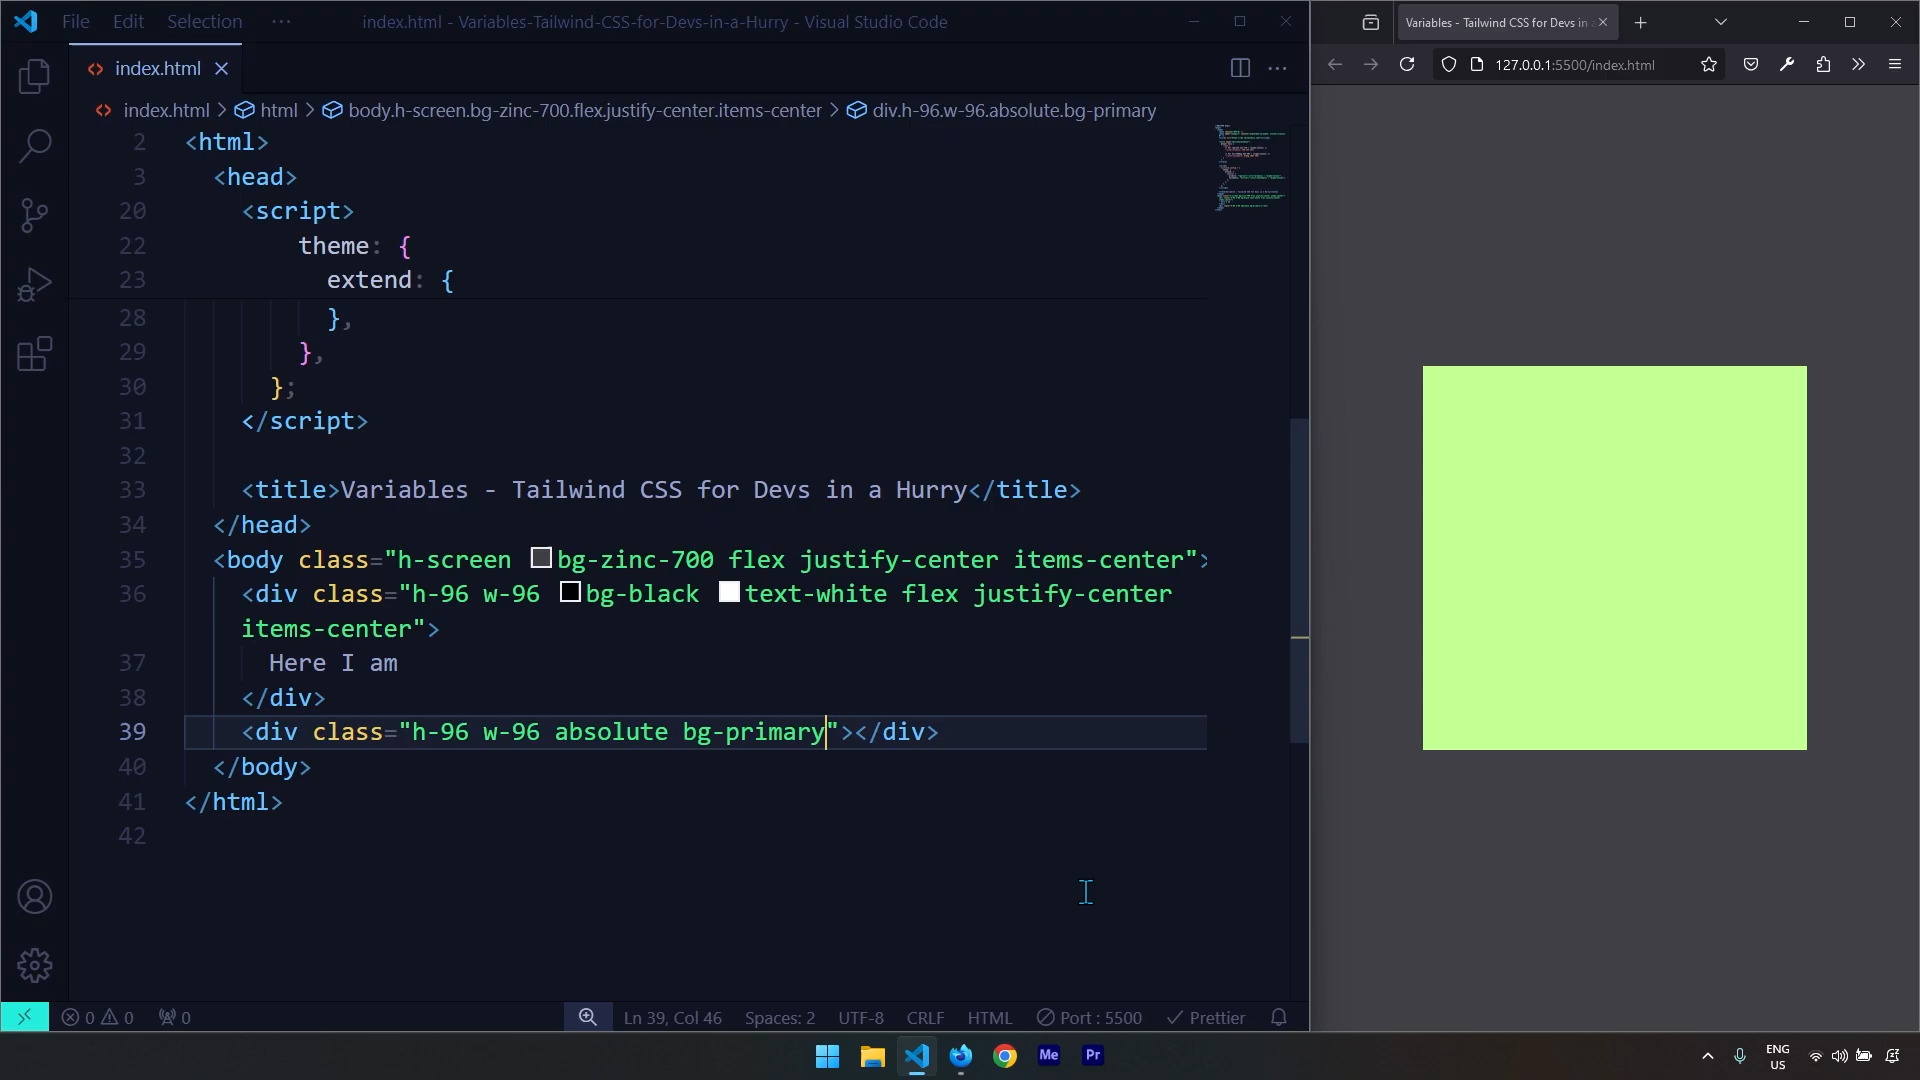 File Edit Selection ··· index.html - Variables-Tailwind-CSS-for-Devs-in-a-Hurry - Visual Studio Code
Variables - Tailwind CSS for Devs in
index.html
127.0.0.1:5500/index.html
index.html > html > body.h-screen.bg-zinc-700.flex.justify-center.items-center > div.h-96.w-96.absolute.bg-primary
2 <html>
3 <head>
20 <script>
22 theme: {
23 extend: {
28 },
29 },
30 };
31 </script>
32
33 <title>Variables - Tailwind CSS for Devs in a Hurry</title>
34 </head>
35 <body class="h-screen bg-zinc-700 flex justify-center items-center">
36 <div class="h-96 w-96 bg-black text-white flex justify-center
items-center">
37 Here I am
38 </div>
39 <div class="h-96 w-96 absolute bg-primary"></div>
40 </body>
41 </html>
42
0 0 0 Ln 39, Col 46 Spaces: 2 UTF-8 CRLF HTML Port : 5500 Prettier
Me Pr ENG
US